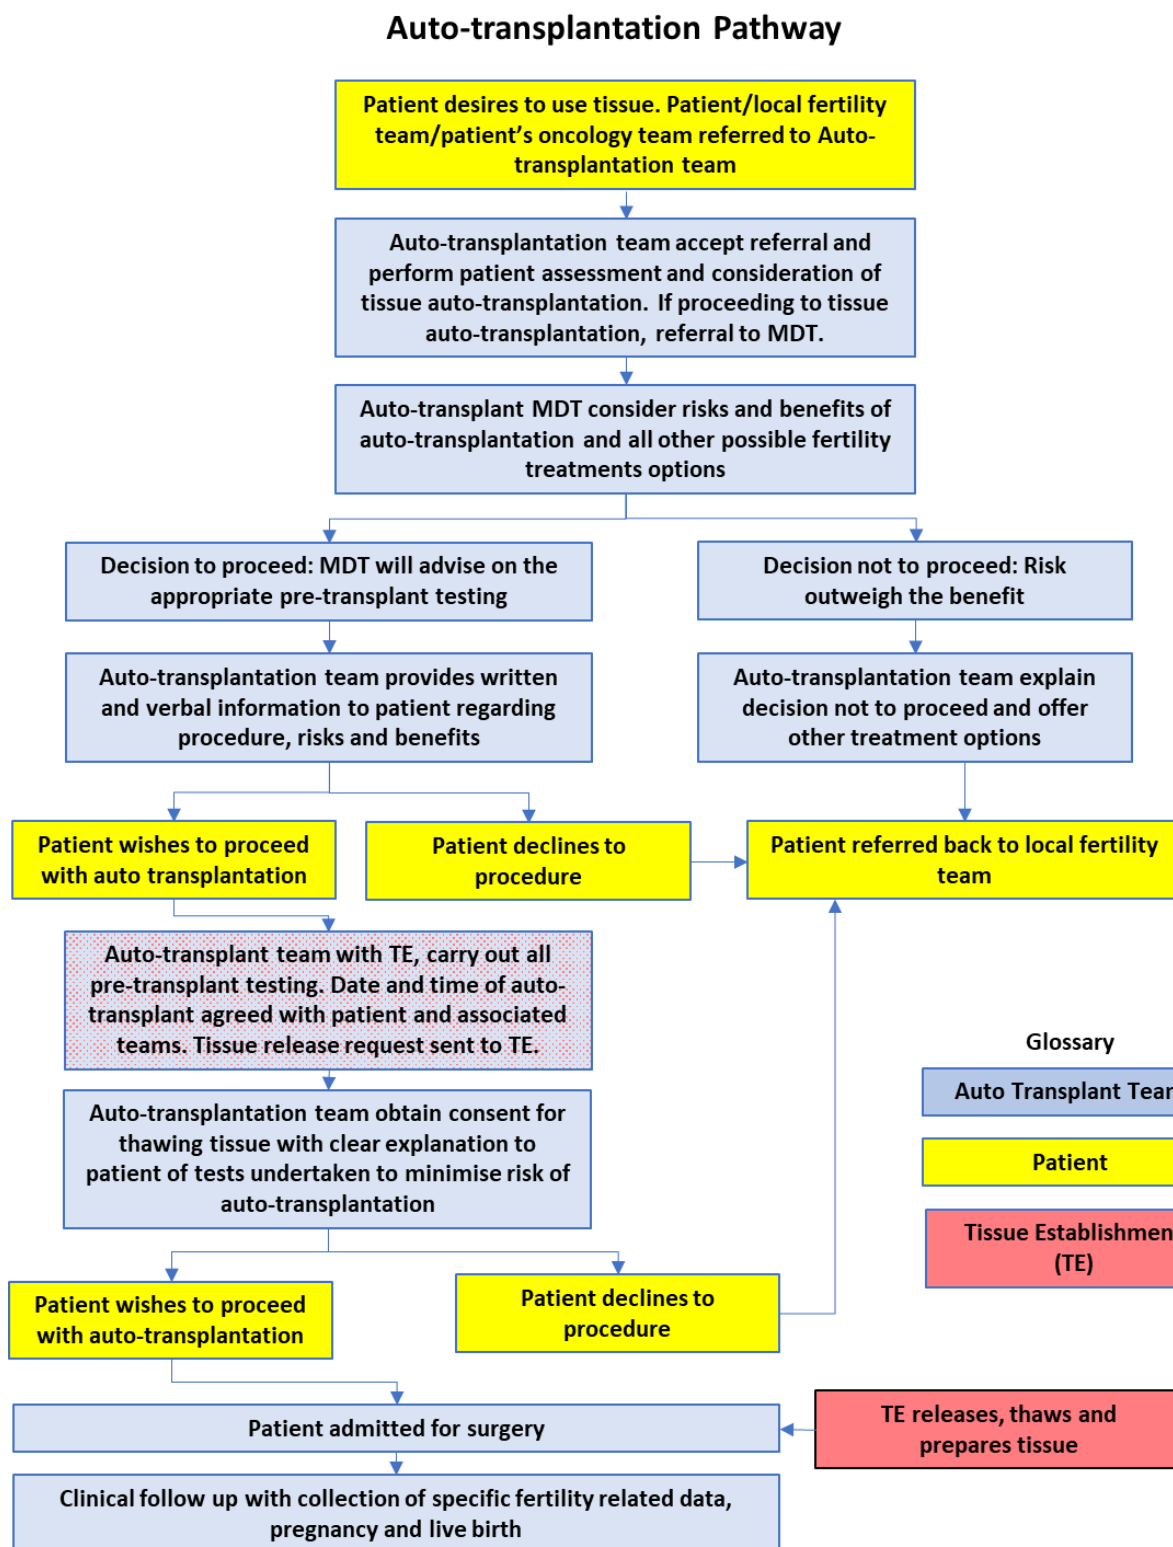 Auto-transplantation Pathway
Patient desires to use tissue. Patient/local fertility
team/patient's oncology team referred to Auto-
transplantation team
Auto-transplantation team accept referral and
perform patient assessment and consideration of
tissue auto-transplantation. If proceeding to tissue
auto-transplantation, referral to MDT.
Auto-transplant MDT consider risks and benefits of
auto-transplantation and all other possible fertility
treatments options
Decision to proceed: MDT will advise on the
appropriate pre-transplant testing
Decision not to proceed: Risk
outweigh the benefit
Auto-transplantation team provides written
and verbal information to patient regarding
procedure, risks and benefits
Auto-transplantation team explain
decision not to proceed and offer
other treatment options
Patient wishes to proceed
with auto transplantation
Patient declines to
procedure
Patient referred back to local fertility
team
Auto-transplant team with TE, carry out all
pre-transplant testing. Date and time of auto-
transplant agreed with patient and associated
teams. Tissue release request sent to TE.
Auto-transplantation team obtain consent for
thawing tissue with clear explanation to
patient of tests undertaken to minimise risk of
auto-transplantation
Glossary
Auto Transplant Team
Patient
Tissue Establishmen
(TE)
Patient wishes to proceed
with auto-transplantation
Patient declines to
procedure
Patient admitted for surgery
TE releases, thaws and
prepares tissue
Clinical follow up with collection of specific fertility related data,
pregnancy and live birth